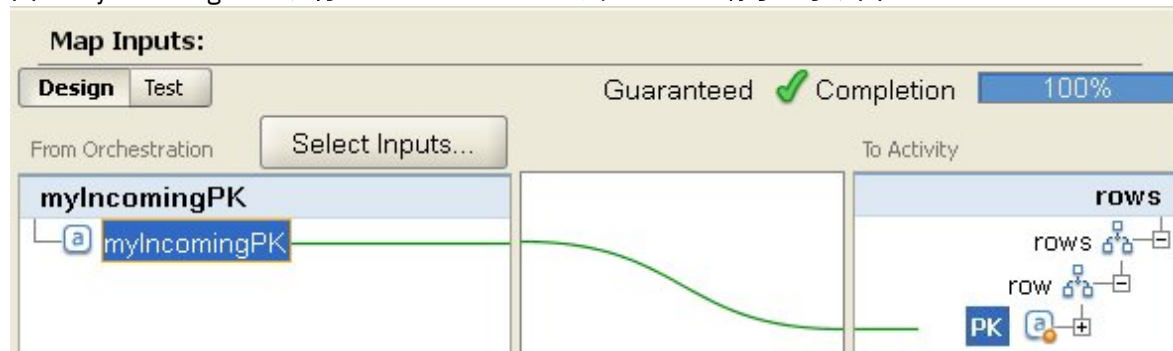 Map Inputs:
Design Test Guaranteed Completion 100%
From Orchestration Select Inputs... To Activity
myIncomingPK rows
a myIncomingPK rows
row
PK a